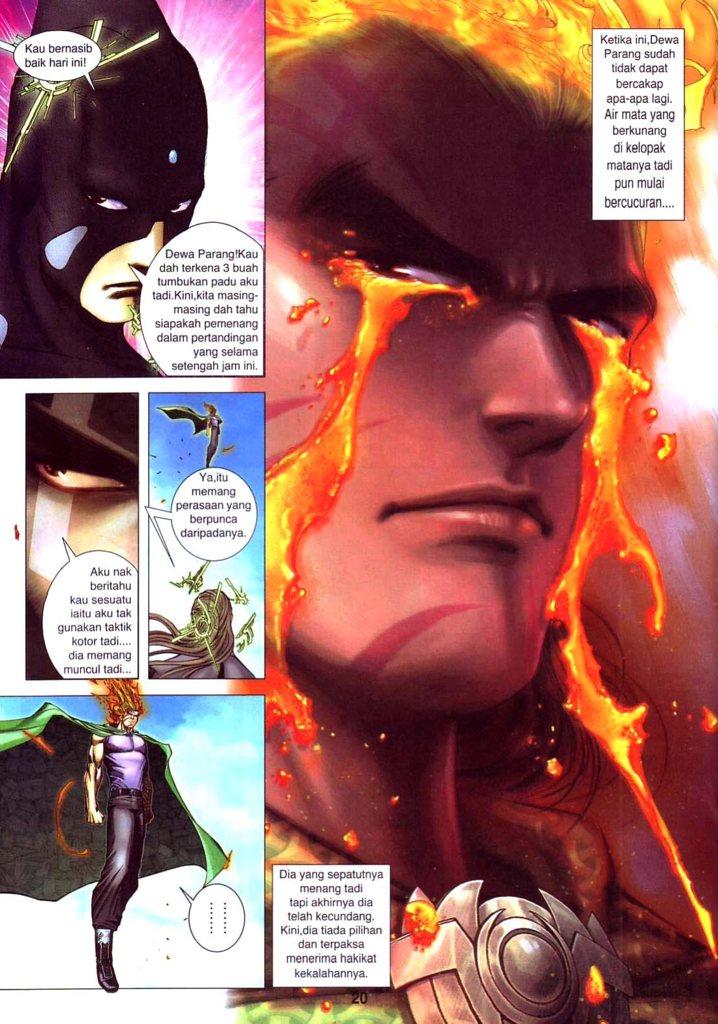 Kau bernasib
baik hari ini!
Dewa Parang!Kau
dah terkena 3 buah
tumbukan padu aku
tadi.Kini,kita masing-
masing dah tahu
siapakah pemenang
dalam pertandingan
yang selama
setengah jam ini.
Ketika ini,Dewa
Parang sudah
tidak dapat
bercakap
apa-apa lagi.
Air mata yang
berkunang
di kelopak
matanya tadi
pun mulai
bercucuran....
Aku nak
beritahu
kau sesuatu
iaitu aku tak
gunakan taktik
kotor tadi....
dia memang
muncul tadi...
Ya,itu
memang
perasaan yang
berpunca
daripadanya.
Dia yang sepatutnya
menang tadi
tapi akhirnya dia
telah kecundang.
Kini,dia tiada pilihan
dan terpaksa
menerima hakikat
kekalahannya.
20